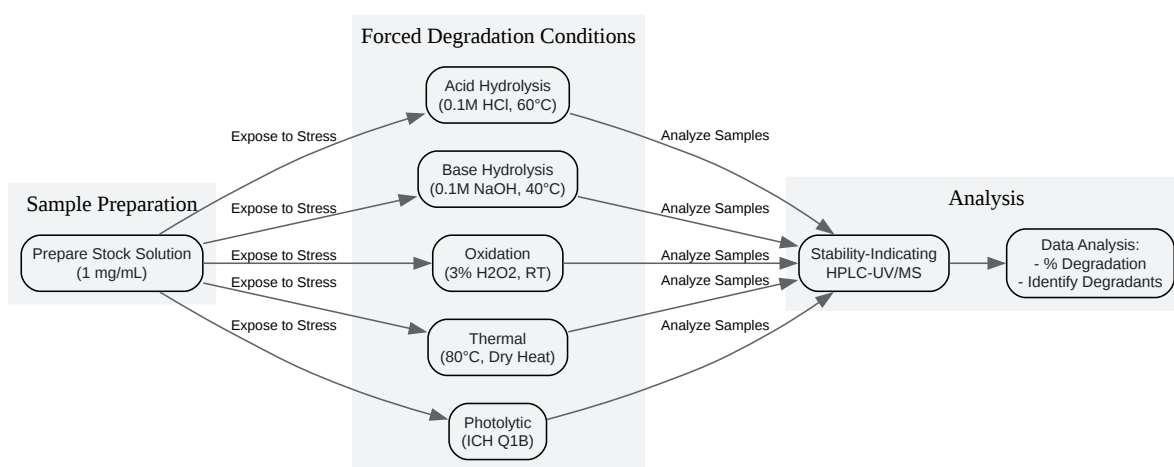 Sample Preparation
Prepare Stock Solution
(1 mg/mL)
Expose to Stress
Expose to Stress
Expose to Stress
Expose to Stress
Expose to Stress
Forced Degradation Conditions
Acid Hydrolysis
(0.1M HCl, 60°C)
Base Hydrolysis
(0.1M NaOH, 40°C)
Oxidation
(3% H2O2, RT)
Thermal
(80°C, Dry Heat)
Photolytic
(ICH Q1B)
Analyze Samples
Analyze Samples
Analyze Samples
Analyze Samples
Analyze Samples
Analysis
Stability-Indicating
HPLC-UV/MS
Data Analysis:
- % Degradation
- Identify Degradants